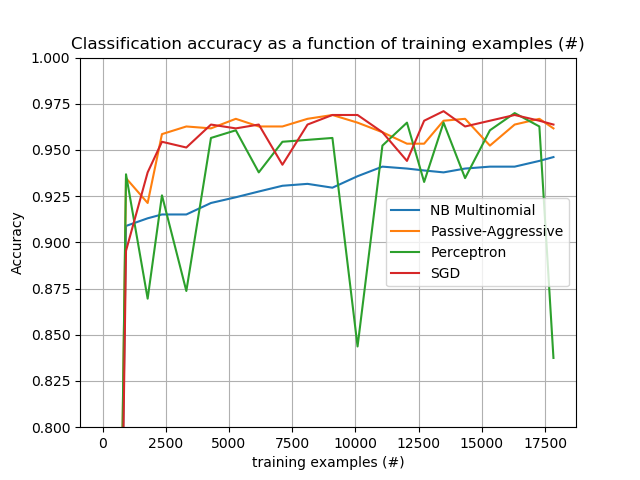 Classification accuracy as a function of training examples (#)
1.000
0.975
0.950
0.925
0.900
0.875
0.850
0.825
0.800
Accuracy
NB Multinomial
Passive-Aggressive
Perceptron
SGD
0 2500 5000 7500 10000 12500 15000 17500
training examples (#)